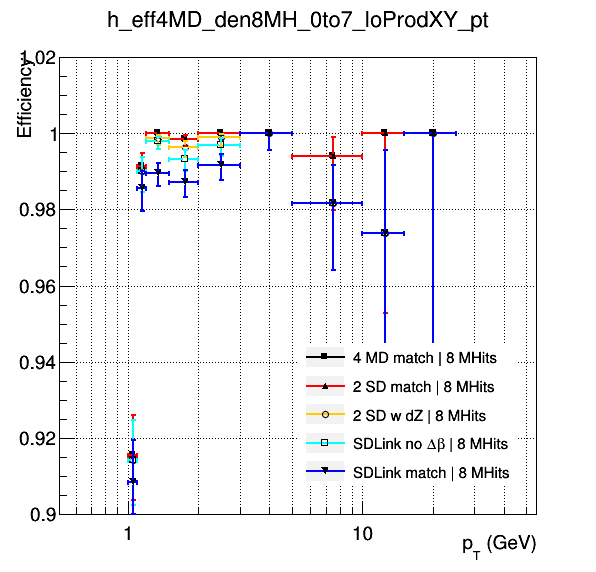 h_eff4MD_den8MH_0to7_loProdXY_pt
Efficiency
1.02
1
0.98
0.96
0.94
0.92
0.9
4 MD match | 8 MHits
2 SD match | 8 MHits
2 SD w dZ | 8 MHits
SDLink no Δβ | 8 MHits
SDLink match | 8 MHits
1
10
p_T (GeV)